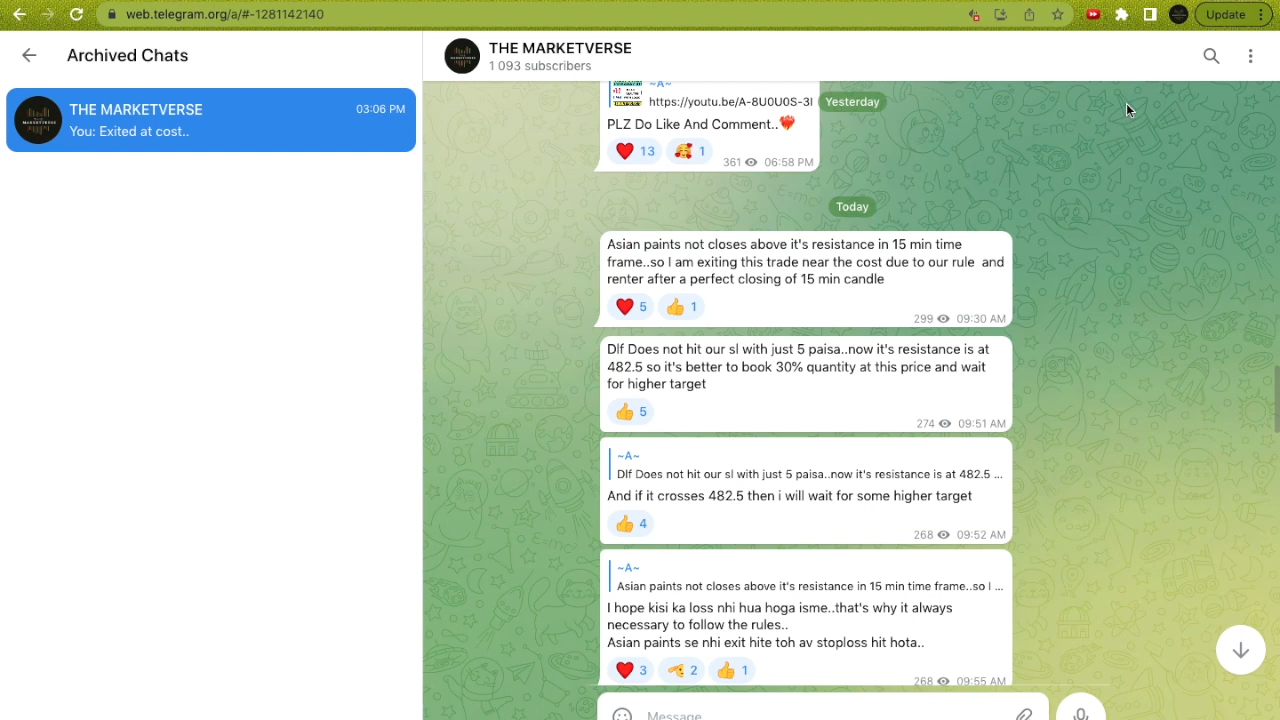 web.telegram.org/a/#-1281142140
Update
Archived Chats
THE MARKETVERSE
1 093 subscribers
THE MARKETVERSE
03:06 PM
You: Exited at cost..
~A~
https://youtu.be/A-8U0U0S-3I
Yesterday
PLZ Do Like And Comment..❤️‍🔥
❤️ 13 🥰 1
361 06:58 PM
Today
Asian paints not closes above it's resistance in 15 min time
frame..so I am exiting this trade near the cost due to our rule and
renter after a perfect closing of 15 min candle
❤️ 5 👍 1
299 09:30 AM
Dlf Does not hit our sl with just 5 paisa..now it's resistance is at
482.5 so it's better to book 30% quantity at this price and wait
for higher target
👍 5
274 09:51 AM
~A~
Dlf Does not hit our sl with just 5 paisa..now it's resistance is at 482.5 ...
And if it crosses 482.5 then i will wait for some higher target
👍 4
268 09:52 AM
~A~
Asian paints not closes above it's resistance in 15 min time frame..so I ...
I hope kisi ka loss nhi hua hoga isme..that's why it always
necessary to follow the rules..
Asian paints se nhi exit hite toh av stoploss hit hota..
❤️ 3 🫡 2 👍 1
268 09:55 AM
Message